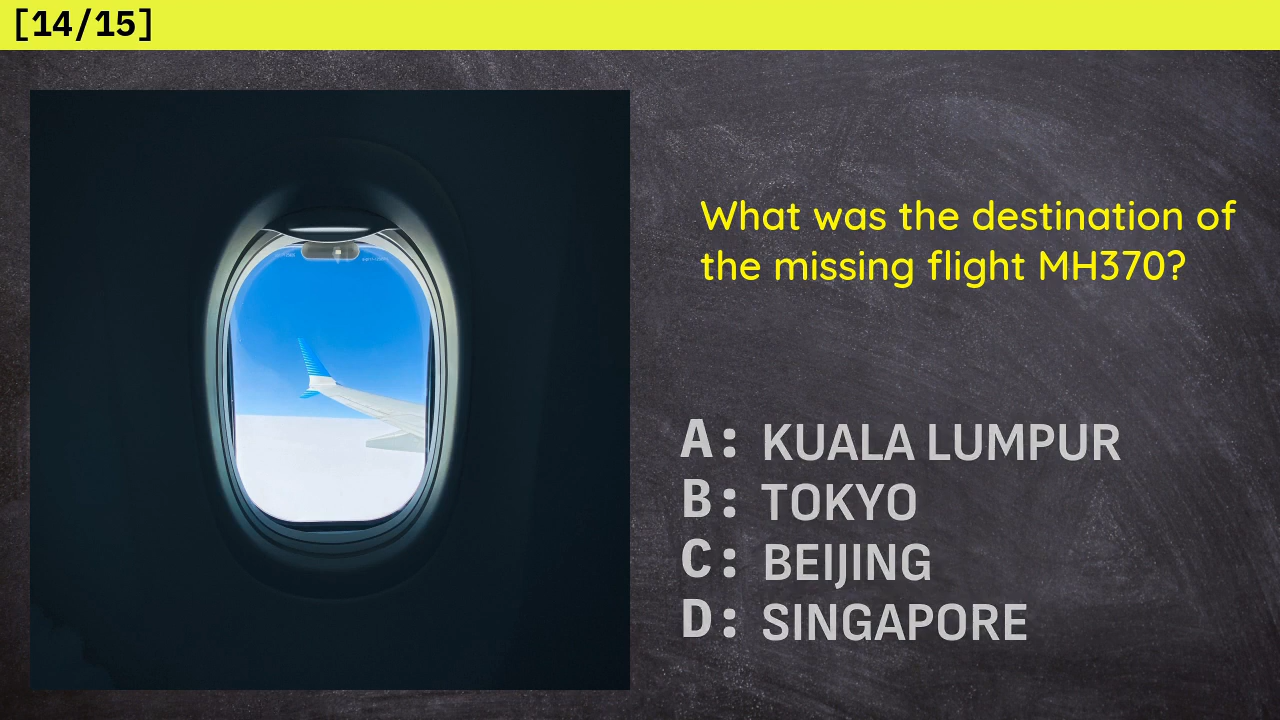 [14/15]
What was the destination of
the missing flight MH370?
A: KUALA LUMPUR
B: TOKYO
C: BEIJING
D: SINGAPORE